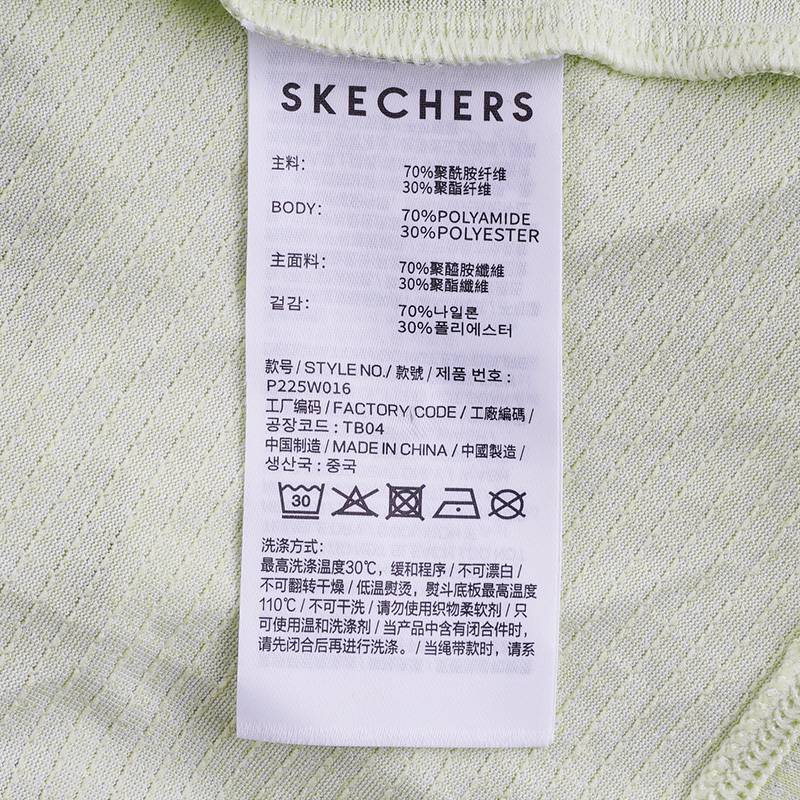 SKECHERS
主料: 70%聚酰胺纤维
30%聚酯纤维
BODY: 70%POLYAMIDE
30%POLYESTER
主面料: 70%聚醯胺纖維
30%聚酯纖維
겉감: 70%나일론
30%폴리에스터
款号 / STYLE NO./ 款號 / 제품 번호 :
P225W016
工厂编码 / FACTORY CODE / 工廠編碼 /
공장코드 : TB04
中国制造 / MADE IN CHINA / 中國製造 /
생산국 : 중국
30
洗涤方式:
最高洗涤温度30℃，缓和程序 / 不可漂白 /
不可翻转干燥 / 低温熨烫，熨斗底板最高温度
110℃ / 不可干洗 / 请勿使用织物柔软剂 / 只
可使用温和洗涤剂 / 当产品中含有闭合件时，
请先闭合后再进行洗涤。 / 当绳带款时，请系